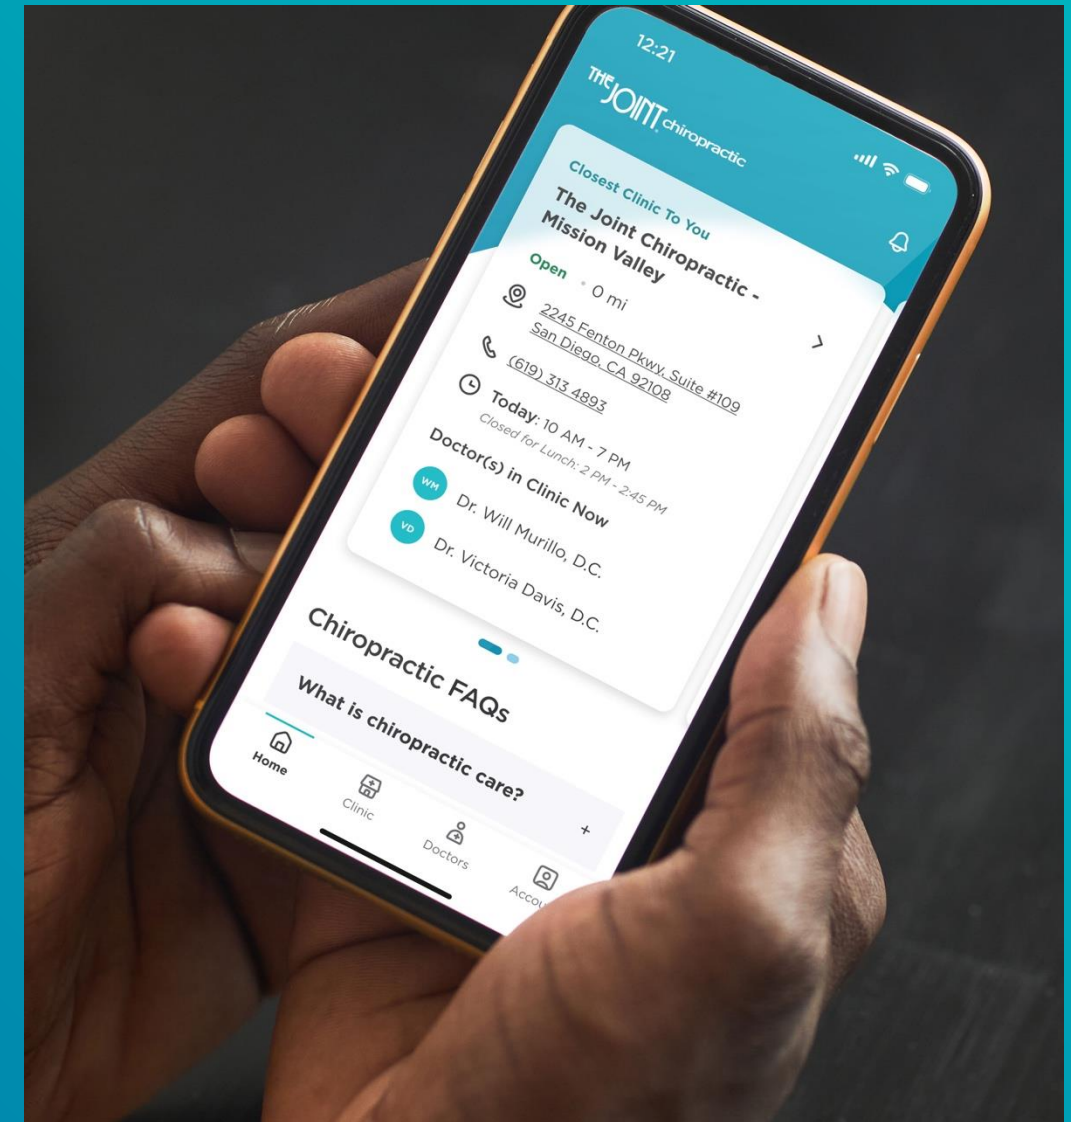 12:21
THE JOINT chiropractic
Closest Clinic To You
The Joint Chiropractic -
Mission Valley
Open • 0 mi
2245 Fenton Pkwy, Suite #109
San Diego, CA 92108
(619) 313 4893
Today: 10 AM - 7 PM
Closed for Lunch: 2 PM - 2:45 PM
Doctor(s) in Clinic Now
WM Dr. Will Murillo, D.C.
VD Dr. Victoria Davis, D.C.
Chiropractic FAQs
What is chiropractic care? +
Home Clinic Doctors